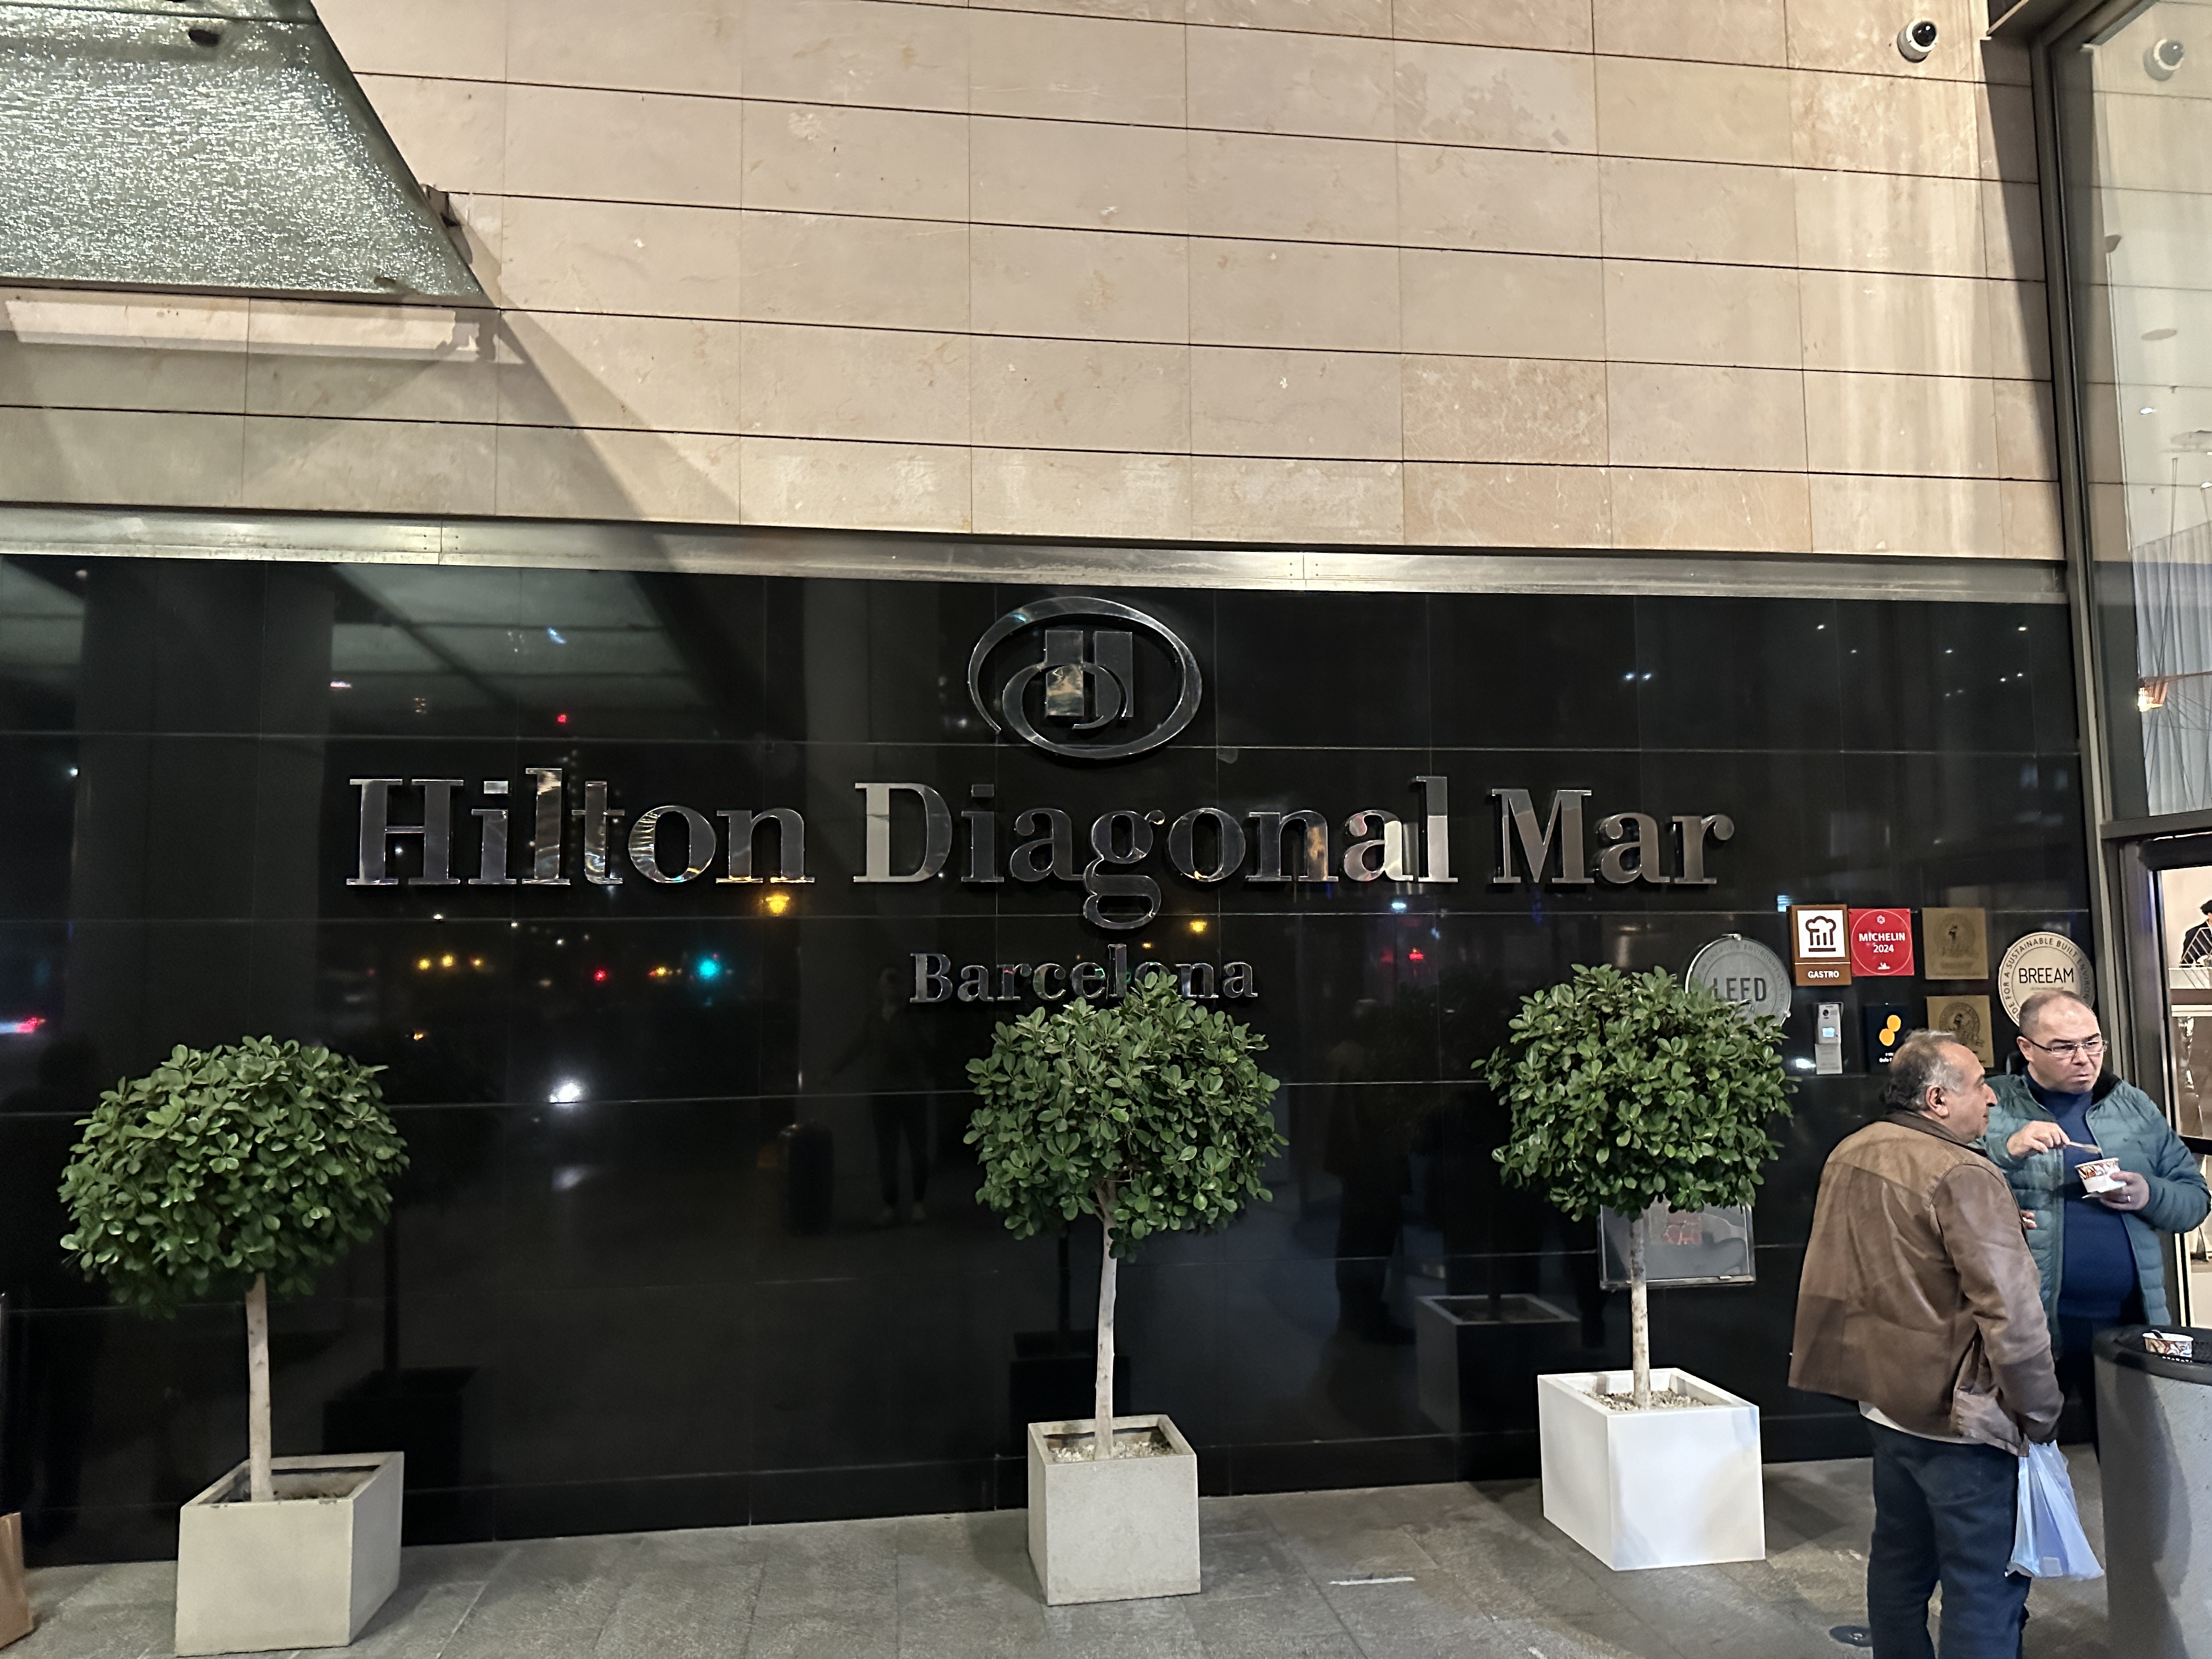 Hilton Diagonal Mar
Barcelona
GASTRO
MICHELIN
2024
LEED
BREEAM